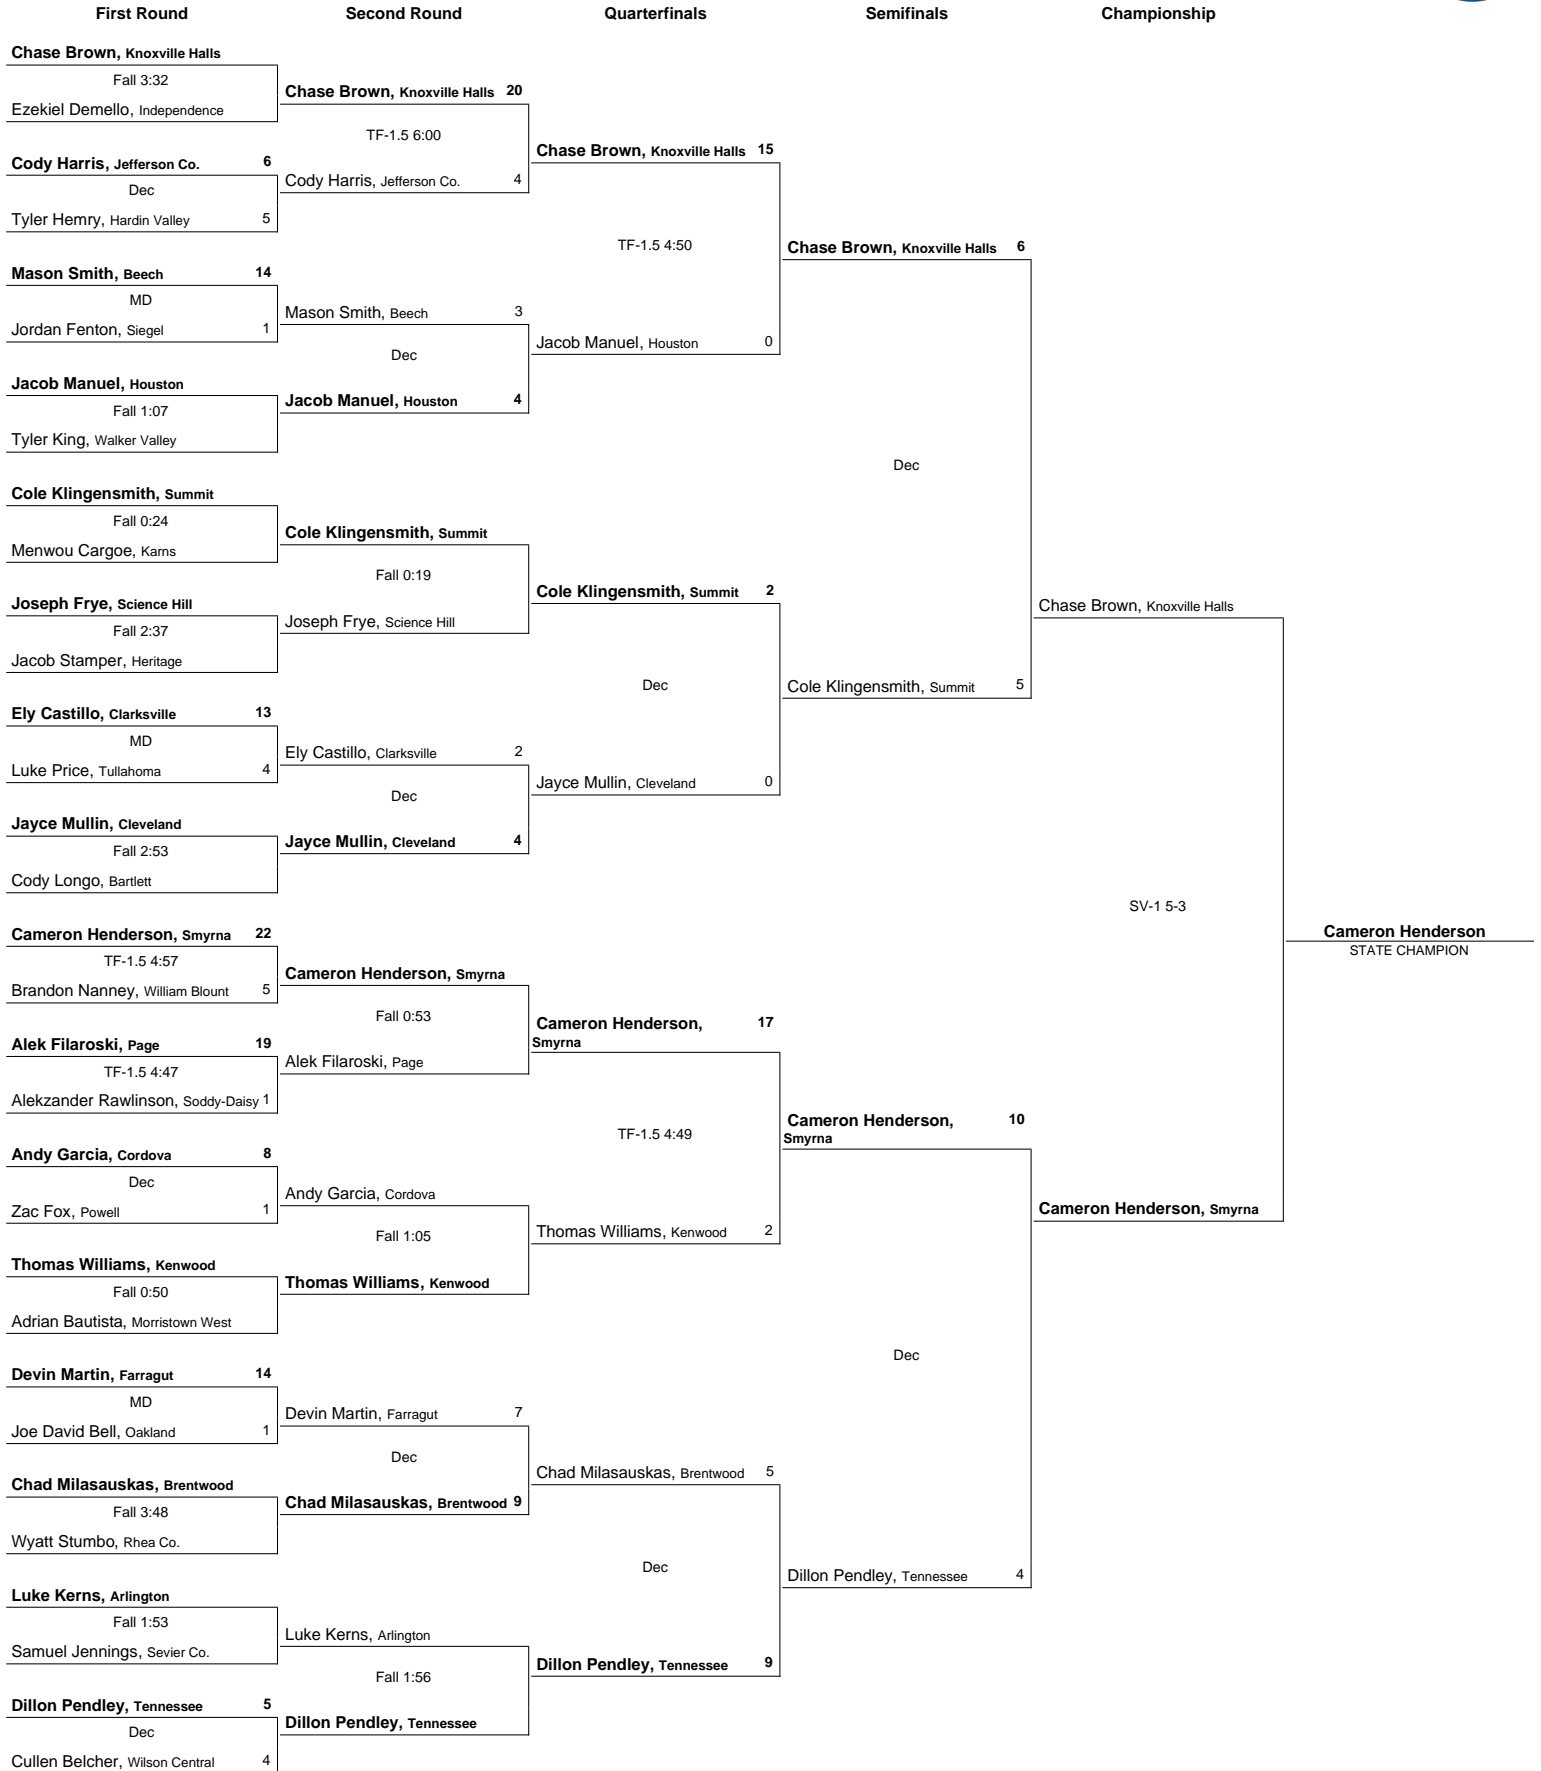 First Round
Second Round
Quarterfinals
Semifinals
Championship
Chase Brown, Knoxville Halls
Fall 3:32
Ezekiel Demello, Independence
Cody Harris, Jefferson Co. 6
Dec
Tyler Hemry, Hardin Valley 5
Mason Smith, Beech 14
MD
Jordan Fenton, Siegel 1
Jacob Manuel, Houston
Fall 1:07
Tyler King, Walker Valley
Cole Klingensmith, Summit
Fall 0:24
Menwou Cargoe, Karns
Joseph Frye, Science Hill
Fall 2:37
Jacob Stamper, Heritage
Ely Castillo, Clarksville 13
MD
Luke Price, Tullahoma 4
Jayce Mullin, Cleveland
Fall 2:53
Cody Longo, Bartlett
Cameron Henderson, Smyrna 22
TF-1.5 4:57
Brandon Nanney, William Blount 5
Alek Filaroski, Page 19
TF-1.5 4:47
Alekzander Rawlinson, Soddy-Daisy 1
Andy Garcia, Cordova 8
Dec
Zac Fox, Powell 1
Thomas Williams, Kenwood
Fall 0:50
Adrian Bautista, Morristown West
Devin Martin, Farragut 14
MD
Joe David Bell, Oakland 1
Chad Milasauskas, Brentwood
Fall 3:48
Wyatt Stumbo, Rhea Co.
Luke Kerns, Arlington
Fall 1:53
Samuel Jennings, Sevier Co.
Dillon Pendley, Tennessee 5
Dec
Cullen Belcher, Wilson Central 4
Chase Brown, Knoxville Halls 20
TF-1.5 6:00
Cody Harris, Jefferson Co. 4
Mason Smith, Beech 3
Dec
Jacob Manuel, Houston 4
Cole Klingensmith, Summit
Fall 0:19
Joseph Frye, Science Hill
Ely Castillo, Clarksville 2
Dec
Jayce Mullin, Cleveland 4
Cameron Henderson, Smyrna
Fall 0:53
Alek Filaroski, Page
Andy Garcia, Cordova
Fall 1:05
Thomas Williams, Kenwood
Devin Martin, Farragut 7
Dec
Chad Milasauskas, Brentwood 9
Luke Kerns, Arlington
Fall 1:56
Dillon Pendley, Tennessee
Chase Brown, Knoxville Halls 15
TF-1.5 4:50
Jacob Manuel, Houston 0
Cole Klingensmith, Summit 2
Dec
Jayce Mullin, Cleveland 0
Cameron Henderson, 17
Smyrna
TF-1.5 4:49
Thomas Williams, Kenwood 2
Chad Milasauskas, Brentwood 5
Dec
Dillon Pendley, Tennessee 9
Chase Brown, Knoxville Halls 6
Dec
Cole Klingensmith, Summit 5
Cameron Henderson, 10
Smyrna
Dec
Dillon Pendley, Tennessee 4
Chase Brown, Knoxville Halls
SV-1 5-3
Cameron Henderson, Smyrna
Cameron Henderson
STATE CHAMPION